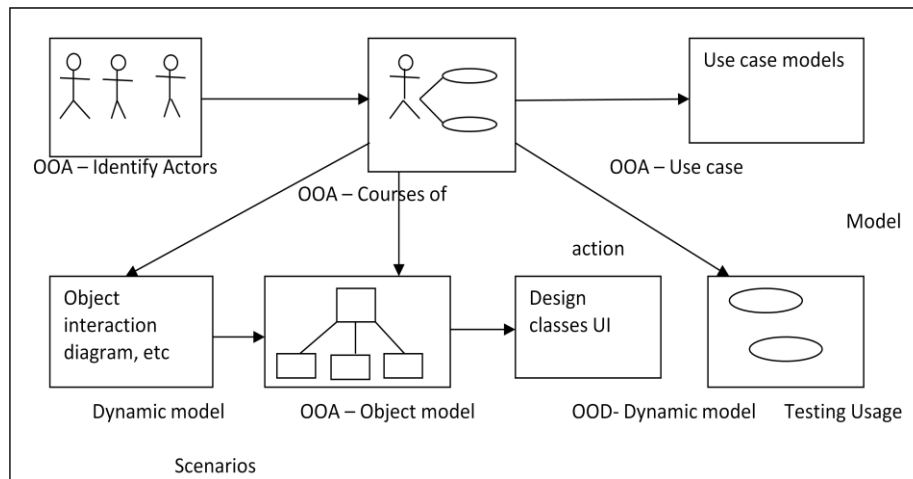 Use case models
OOA – Identify Actors
OOA – Use case
OOA – Courses of
Model
action
Object
interaction
diagram, etc
Design
classes UI
Dynamic model
OOA – Object model
OOD- Dynamic model
Testing Usage
Scenarios